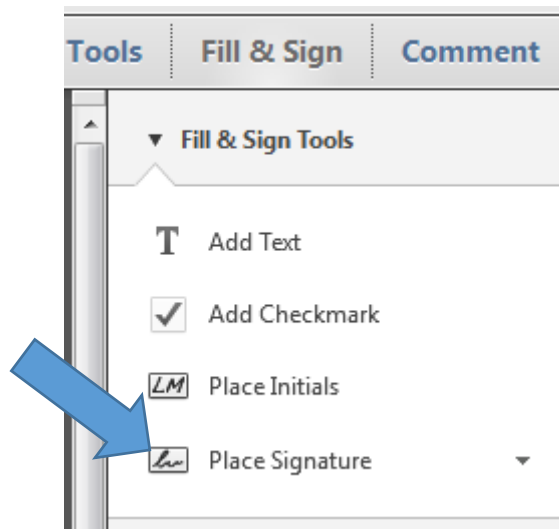 Tools Fill & Sign Comment
Fill & Sign Tools
T Add Text
Add Checkmark
LM Place Initials
Place Signature